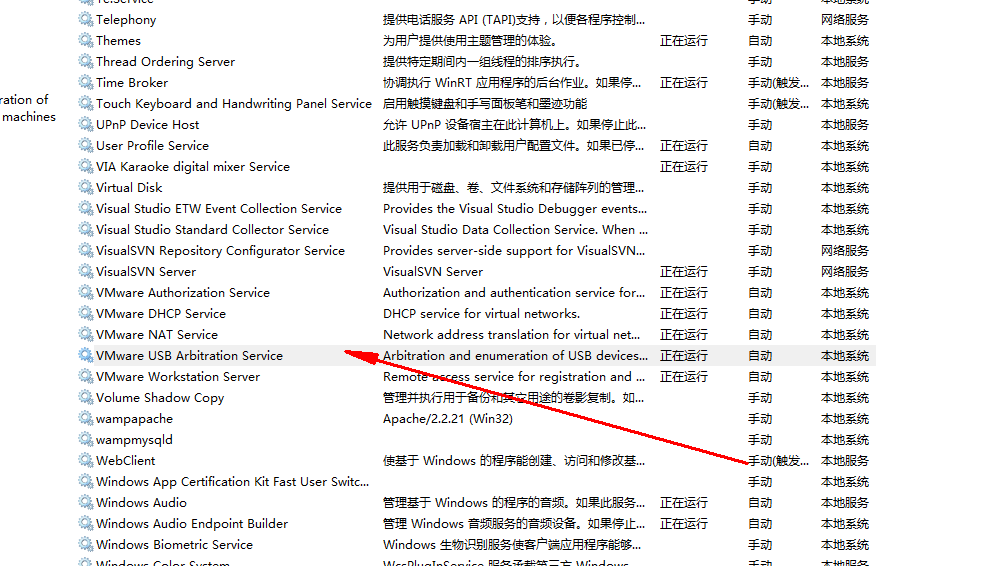 手动 本地系统
Telephony 提供电话服务 API (TAPI)支持，以便各程序控制... 手动 网络服务
Themes 为用户提供使用主题管理的体验。 正在运行 自动 本地系统
Thread Ordering Server 提供特定期间内一组线程的排序执行。 手动 本地服务
Time Broker 协调执行 WinRT 应用程序的后台作业。如果停... 正在运行 手动(触发... 本地服务
ration of
machines
Touch Keyboard and Handwriting Panel Service 启用触摸键盘和手写面板笔和墨迹功能 手动(触发... 本地系统
UPnP Device Host 允许 UPnP 设备宿主在此计算机上。如果停止此... 手动 本地服务
User Profile Service 此服务负责加载和卸载用户配置文件。如果已停... 正在运行 自动 本地系统
VIA Karaoke digital mixer Service 正在运行 手动 本地系统
Virtual Disk 提供用于磁盘、卷、文件系统和存储阵列的管理... 手动 本地系统
Visual Studio ETW Event Collection Service Provides the Visual Studio Debugger events... 手动 本地系统
Visual Studio Standard Collector Service Visual Studio Data Collection Service. When ... 手动 本地系统
VisualSVN Repository Configurator Service Provides server-side support for VisualSVN... 手动 网络服务
VisualSVN Server VisualSVN Server 正在运行 手动 网络服务
VMware Authorization Service Authorization and authentication service for... 正在运行 自动 本地系统
VMware DHCP Service DHCP service for virtual networks. 正在运行 自动 本地系统
VMware NAT Service Network address translation for virtual net... 正在运行 自动 本地系统
VMware USB Arbitration Service Arbitration and enumeration of USB devices... 正在运行 自动 本地系统
VMware Workstation Server Remote access service for registration and ... 正在运行 自动 本地系统
Volume Shadow Copy 管理并执行用于备份和其它用途的卷影复制。如... 手动 本地系统
wampapache Apache/2.2.21 (Win32) 手动 本地系统
wampmysqld 手动 本地系统
WebClient 使基于 Windows 的程序能创建、访问和修改基... 手动(触发... 本地服务
Windows App Certification Kit Fast User Switc... 手动 本地系统
Windows Audio 管理基于 Windows 的程序的音频。如果此服务... 正在运行 自动 本地服务
Windows Audio Endpoint Builder 管理 Windows 音频服务的音频设备。如果停止... 正在运行 自动 本地系统
Windows Biometric Service Windows 生物识别服务使客户端应用程序能够... 手动 本地系统
Windows Color System WcsPlugInService 服务承载第三方 Windows 手动 本地服务